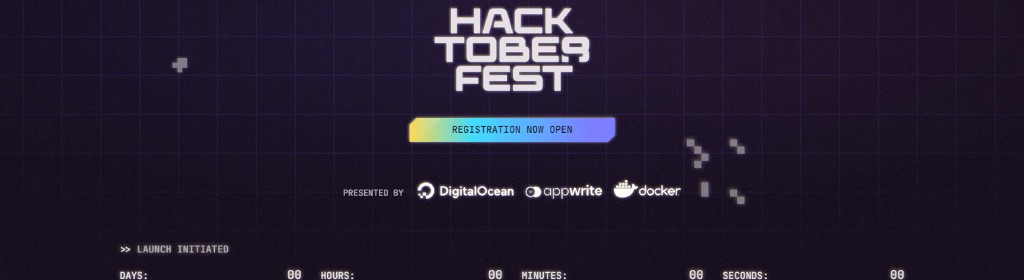 HACK
TOBER
FEST
REGISTRATION NOW OPEN
PRESENTED BY DigitalOcean appwrite docker
>> LAUNCH INITIATED
DAYS: 00 HOURS: 00 MINUTES: 00 SECONDS: 00